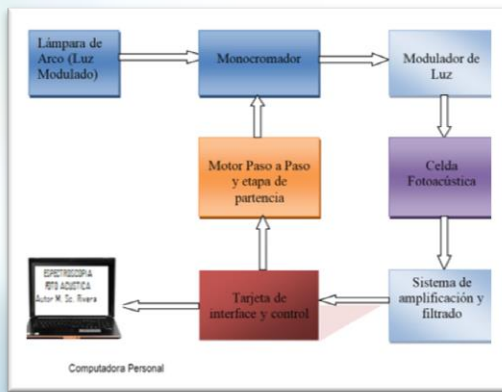 Lámpara de
Arco (Luz
Modulado)
Monocromador
Modulador de
Luz
Motor Paso a Paso
y etapa de
partencia
Celda
Fotoacústica
ESPECTROSCOPIA
FOTO ACUSTICA
Autor M. Sc. Rivera
Tarjeta de
interface y control
Sistema de
amplificación y
filtrado
Computadora Personal